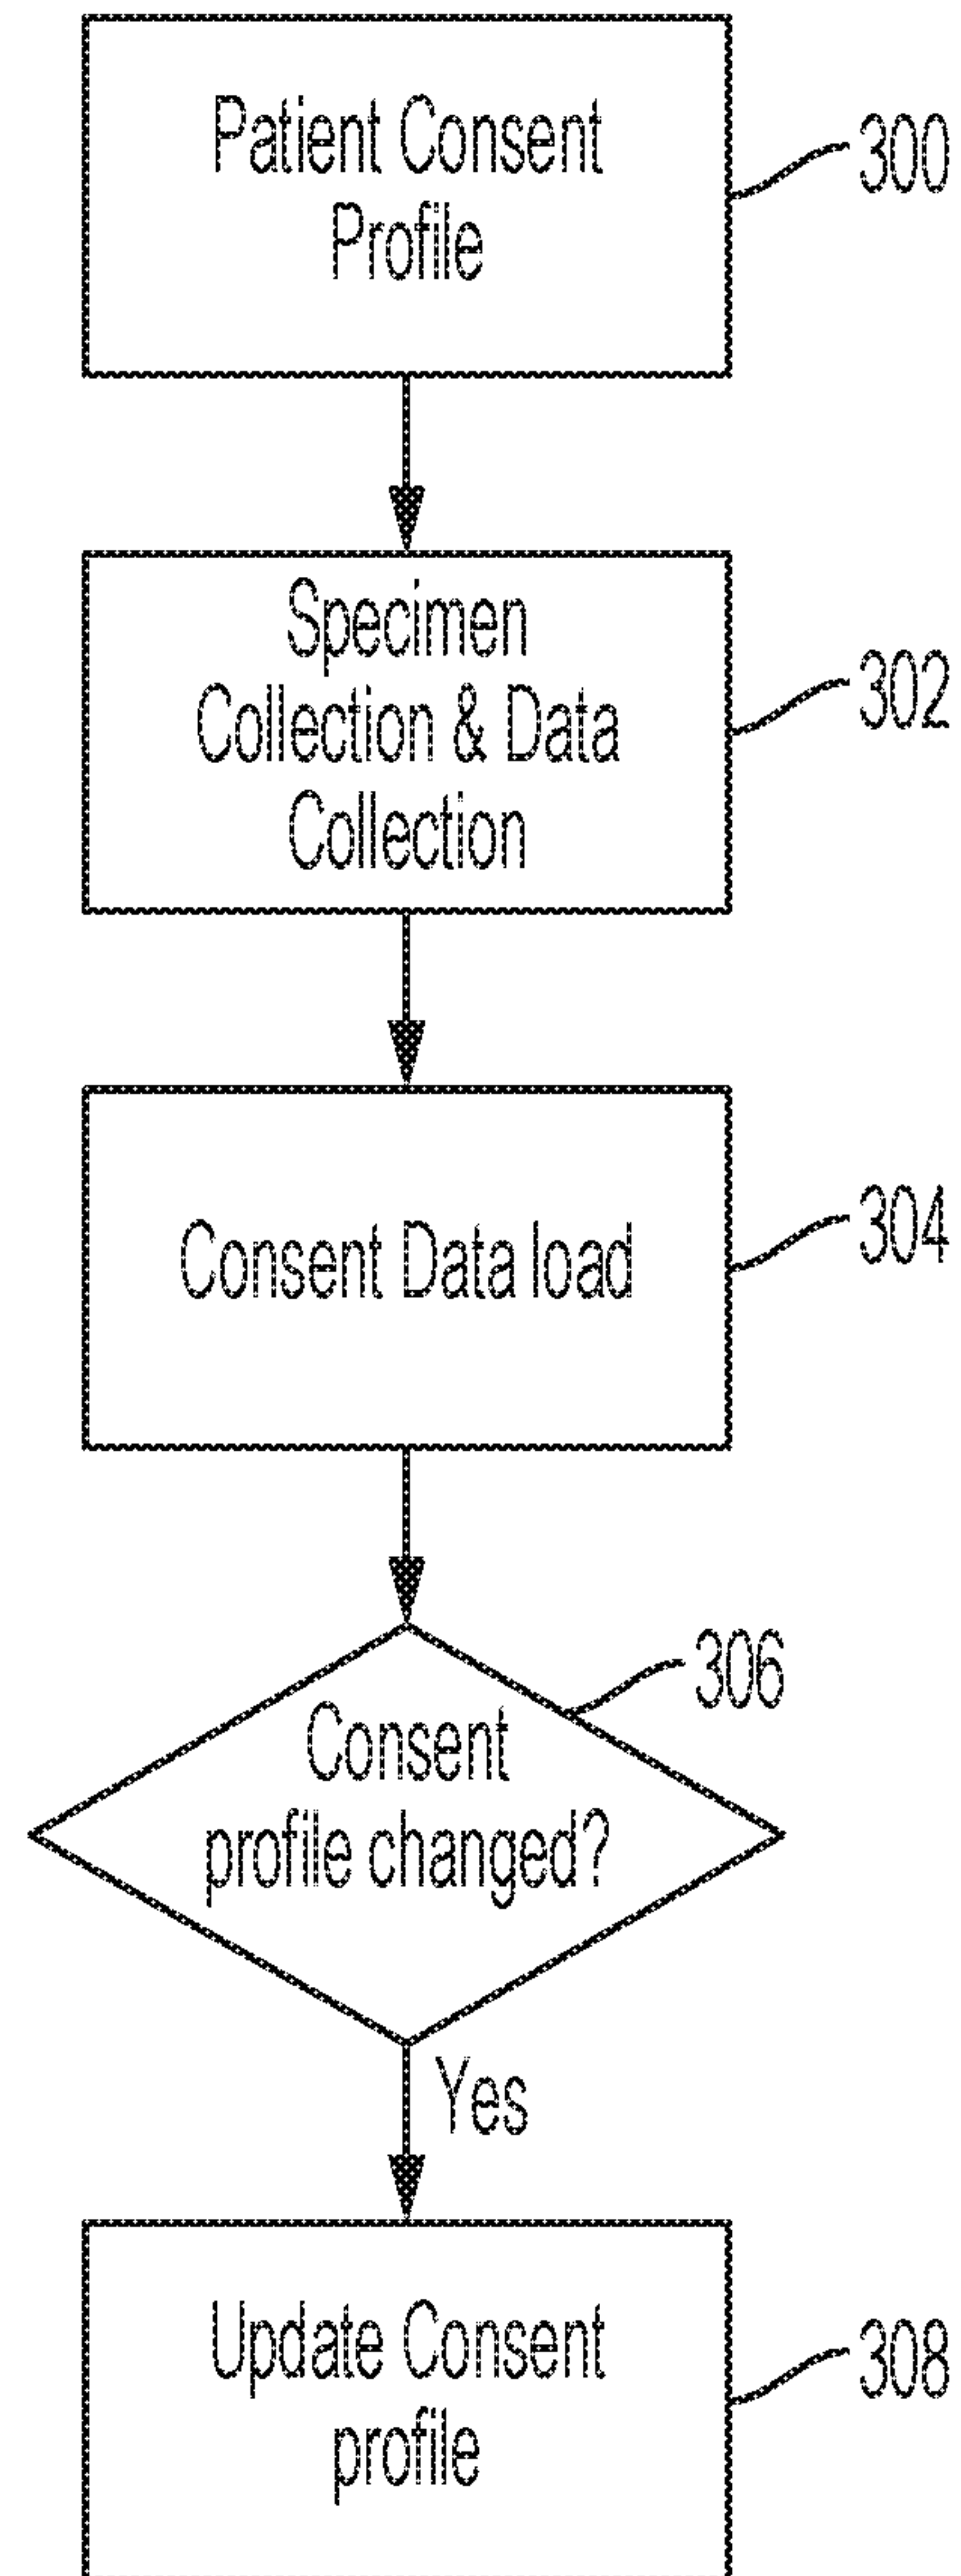 Patient Consent
Profile
300
Specimen
Collection & Data
Collection
302
Consent Data load
304
306
Consent
profile changed?
Yes
Update Consent
profile
308